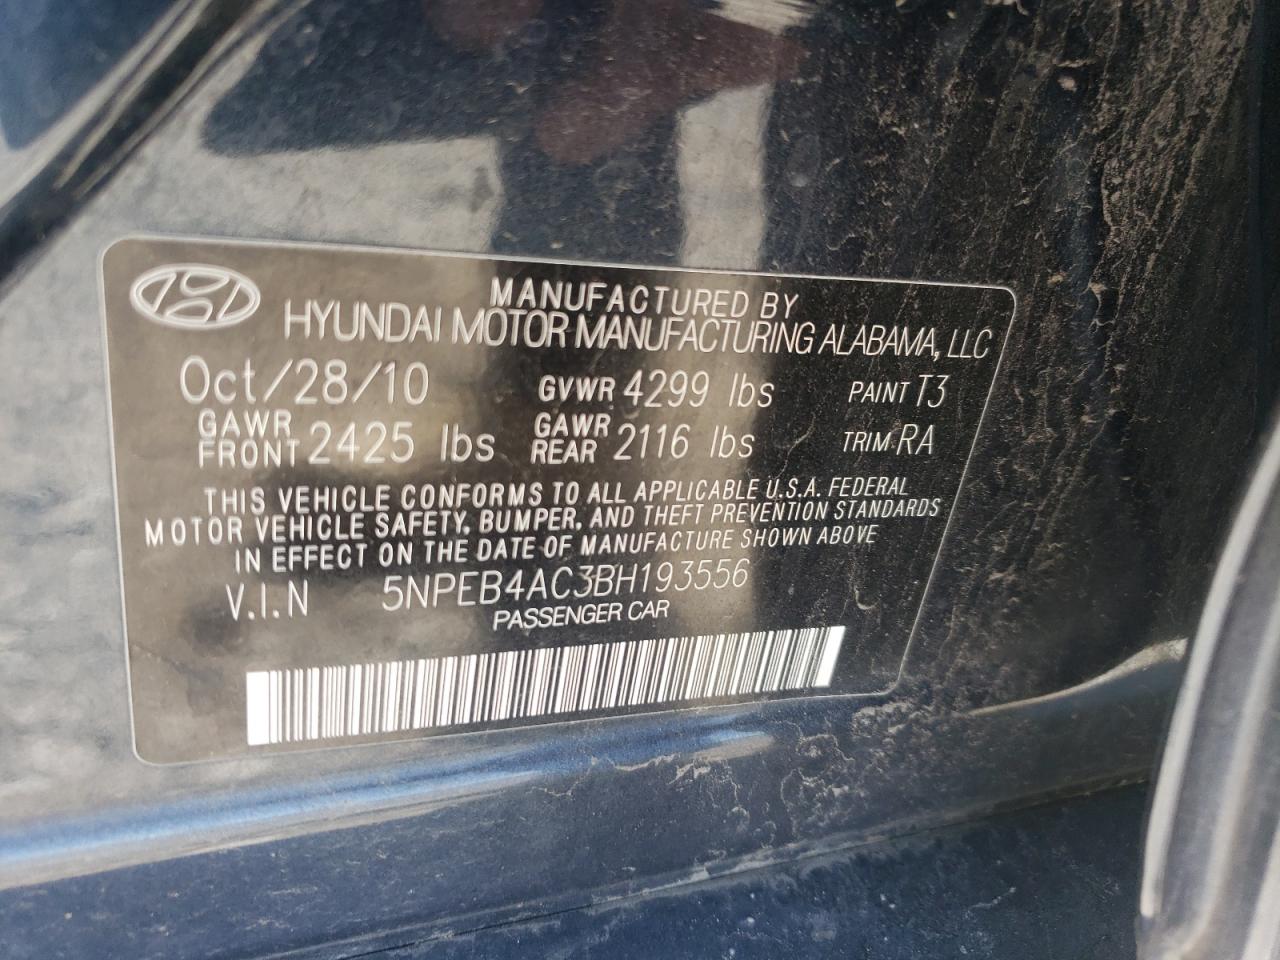 MANUFACTURED BY
HYUNDAI MOTOR MANUFACTURING ALABAMA, LLC
Oct/28/10 GVWR 4299 lbs PAINT T3
GAWR FRONT 2425 lbs GAWR REAR 2116 lbs TRIM:RA
THIS VEHICLE CONFORMS TO ALL APPLICABLE U.S.A. FEDERAL
MOTOR VEHICLE SAFETY, BUMPER, AND THEFT PREVENTION STANDARDS
IN EFFECT ON THE DATE OF MANUFACTURE SHOWN ABOVE
V.I.N 5NPEB4AC3BH193556
PASSENGER CAR